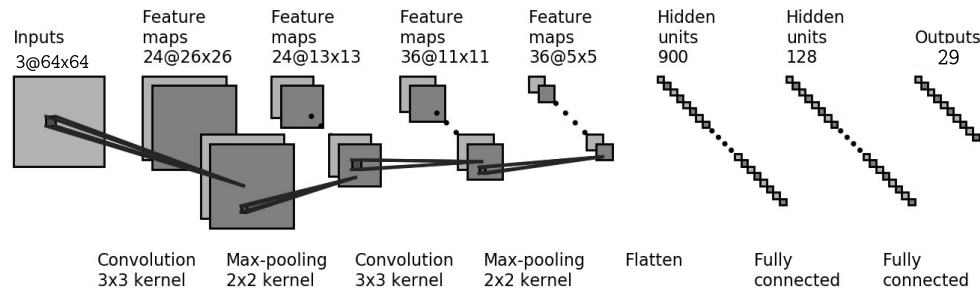 Inputs
3@64x64
Feature
maps
24@26x26
Feature
maps
24@13x13
Feature
maps
36@11x11
Feature
maps
36@5x5
Hidden
units
900
Hidden
units
128
Outputs
29
Convolution
3x3 kernel
Max-pooling
2x2 kernel
Convolution
3x3 kernel
Max-pooling
2x2 kernel
Flatten
Fully
connected
Fully
connected